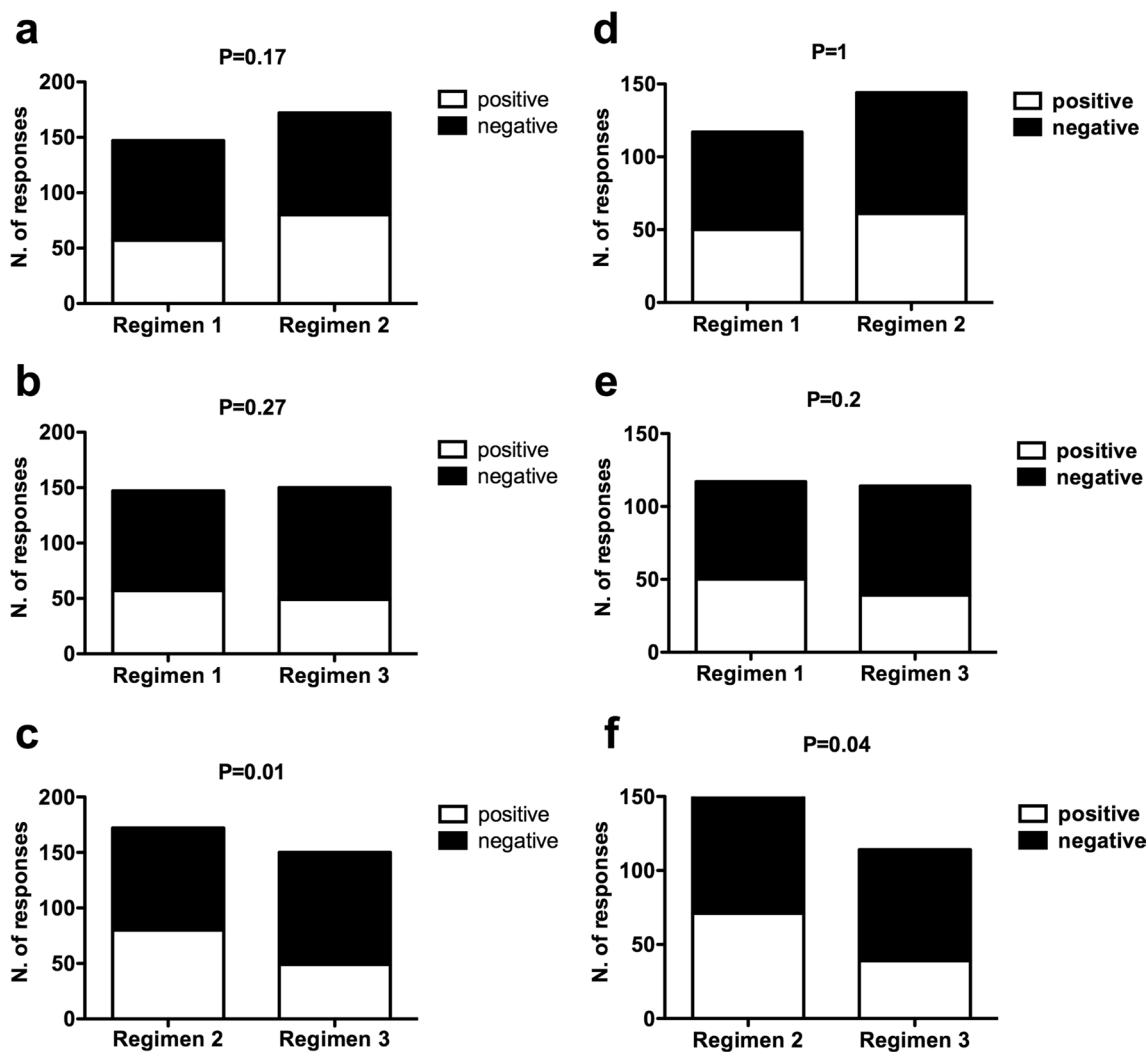 a
P=0.17
200
150
100
50
0
N. of responses
Regimen 1
Regimen 2
positive
negative
d
P=1
150
100
50
0
N. of responses
Regimen 1
Regimen 2
positive
negative
b
P=0.27
200
150
100
50
0
N. of responses
Regimen 1
Regimen 3
positive
negative
e
P=0.2
150
100
50
0
N. of responses
Regimen 1
Regimen 3
positive
negative
c
P=0.01
200
150
100
50
0
N. of responses
Regimen 2
Regimen 3
positive
negative
f
P=0.04
150
100
50
0
N. of responses
Regimen 2
Regimen 3
positive
negative